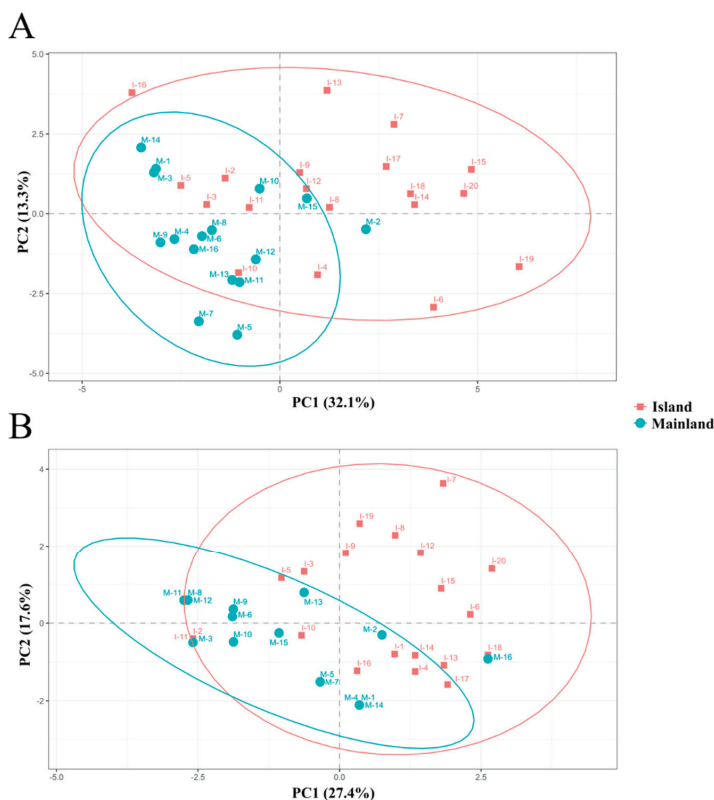 A
5.0
2.5
0.0
-2.5
-5.0
PC2 (13.3%)
I-16
I-13
I-7
M-14
M-1
M-3
I-5
I-2
I-9
I-17
I-15
I-3
I-11
M-10
I-12
M-15
I-8
I-18
I-14
I-20
M-2
M-9
M-4
M-8
M-6
M-16
M-12
I-10
M-13
M-11
I-4
I-19
I-6
M-7
M-5
-5
0
5
PC1 (32.1%)
Island
Mainland
B
4
2
0
-2
PC2 (17.6%)
I-7
I-19
I-8
I-9
I-12
I-5
I-3
I-20
I-15
M-11
M-8
M-12
M-9
M-6
M-13
I-6
I-11
I-2
M-3
M-10
M-15
I-10
M-2
I-1
I-14
I-18
M-16
I-16
I-4
I-13
I-17
M-5
M-7
M-4
M-1
M-14
-5.0
-2.5
0.0
2.5
PC1 (27.4%)